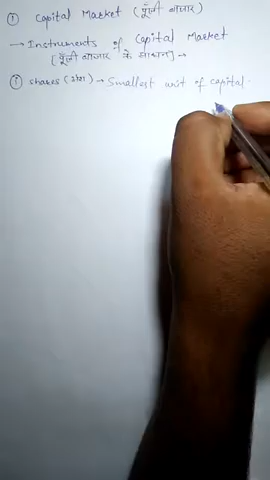 ① Capital Market (पूँजी बाजार)
→ Instruments of Capital Market
[पूँजी बाजार के साधन] →
① shares (शेयर) → Smallest unit of capital.